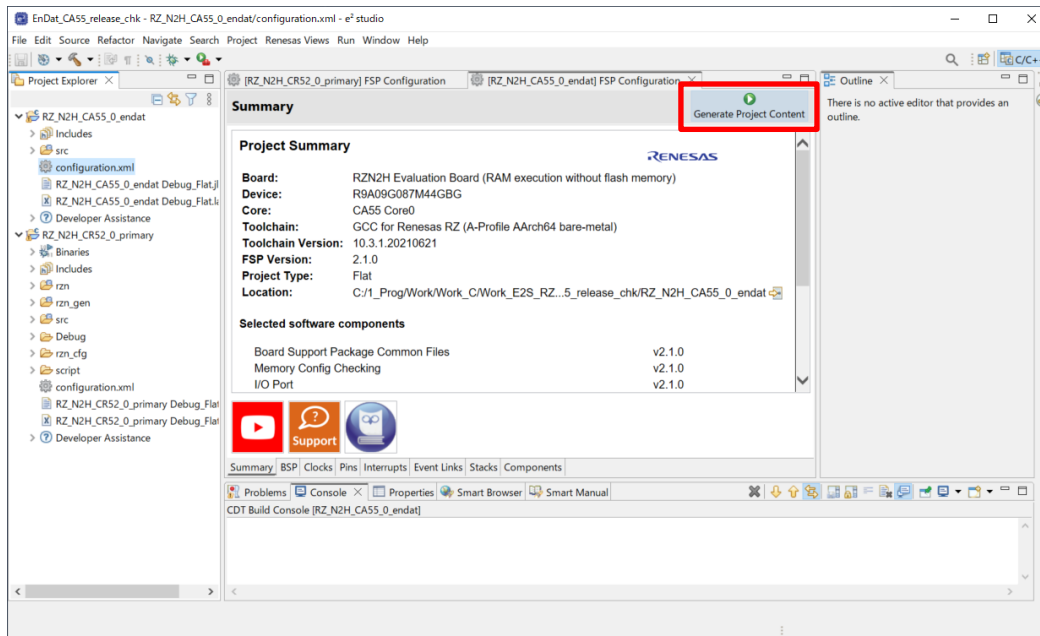 EnDat_CA55_release_chk - RZ_N2H_CA55_0_endat/configuration.xml - e² studio
File Edit Source Refactor Navigate Search Project Renesas Views Run Window Help
C/C+
Project Explorer
RZ_N2H_CA55_0_endat
Includes
src
configuration.xml
RZ_N2H_CA55_0_endat Debug_Flat.jl
RZ_N2H_CA55_0_endat Debug_Flat.la
Developer Assistance
RZ_N2H_CR52_0_primary
Binaries
Includes
rzn
rzn_gen
src
Debug
rzn_cfg
script
configuration.xml
RZ_N2H_CR52_0_primary Debug_Flat
RZ_N2H_CR52_0_primary Debug_Flat
Developer Assistance
[RZ_N2H_CR52_0_primary] FSP Configuration
[RZ_N2H_CA55_0_endat] FSP Configuration
Summary
Generate Project Content
Project Summary
RENESAS
Board: RZN2H Evaluation Board (RAM execution without flash memory)
Device: R9A09G087M44GBG
Core: CA55 Core0
Toolchain: GCC for Renesas RZ (A-Profile AArch64 bare-metal)
Toolchain Version: 10.3.1.20210621
FSP Version: 2.1.0
Project Type: Flat
Location: C:/1_Prog/Work/Work_C/Work_E2S_RZ...5_release_chk/RZ_N2H_CA55_0_endat
Selected software components
Board Support Package Common Files v2.1.0
Memory Config Checking v2.1.0
I/O Port v2.1.0
Support
Summary BSP Clocks Pins Interrupts Event Links Stacks Components
Outline
There is no active editor that provides an
outline.
Problems Console Properties Smart Browser Smart Manual
CDT Build Console [RZ_N2H_CA55_0_endat]